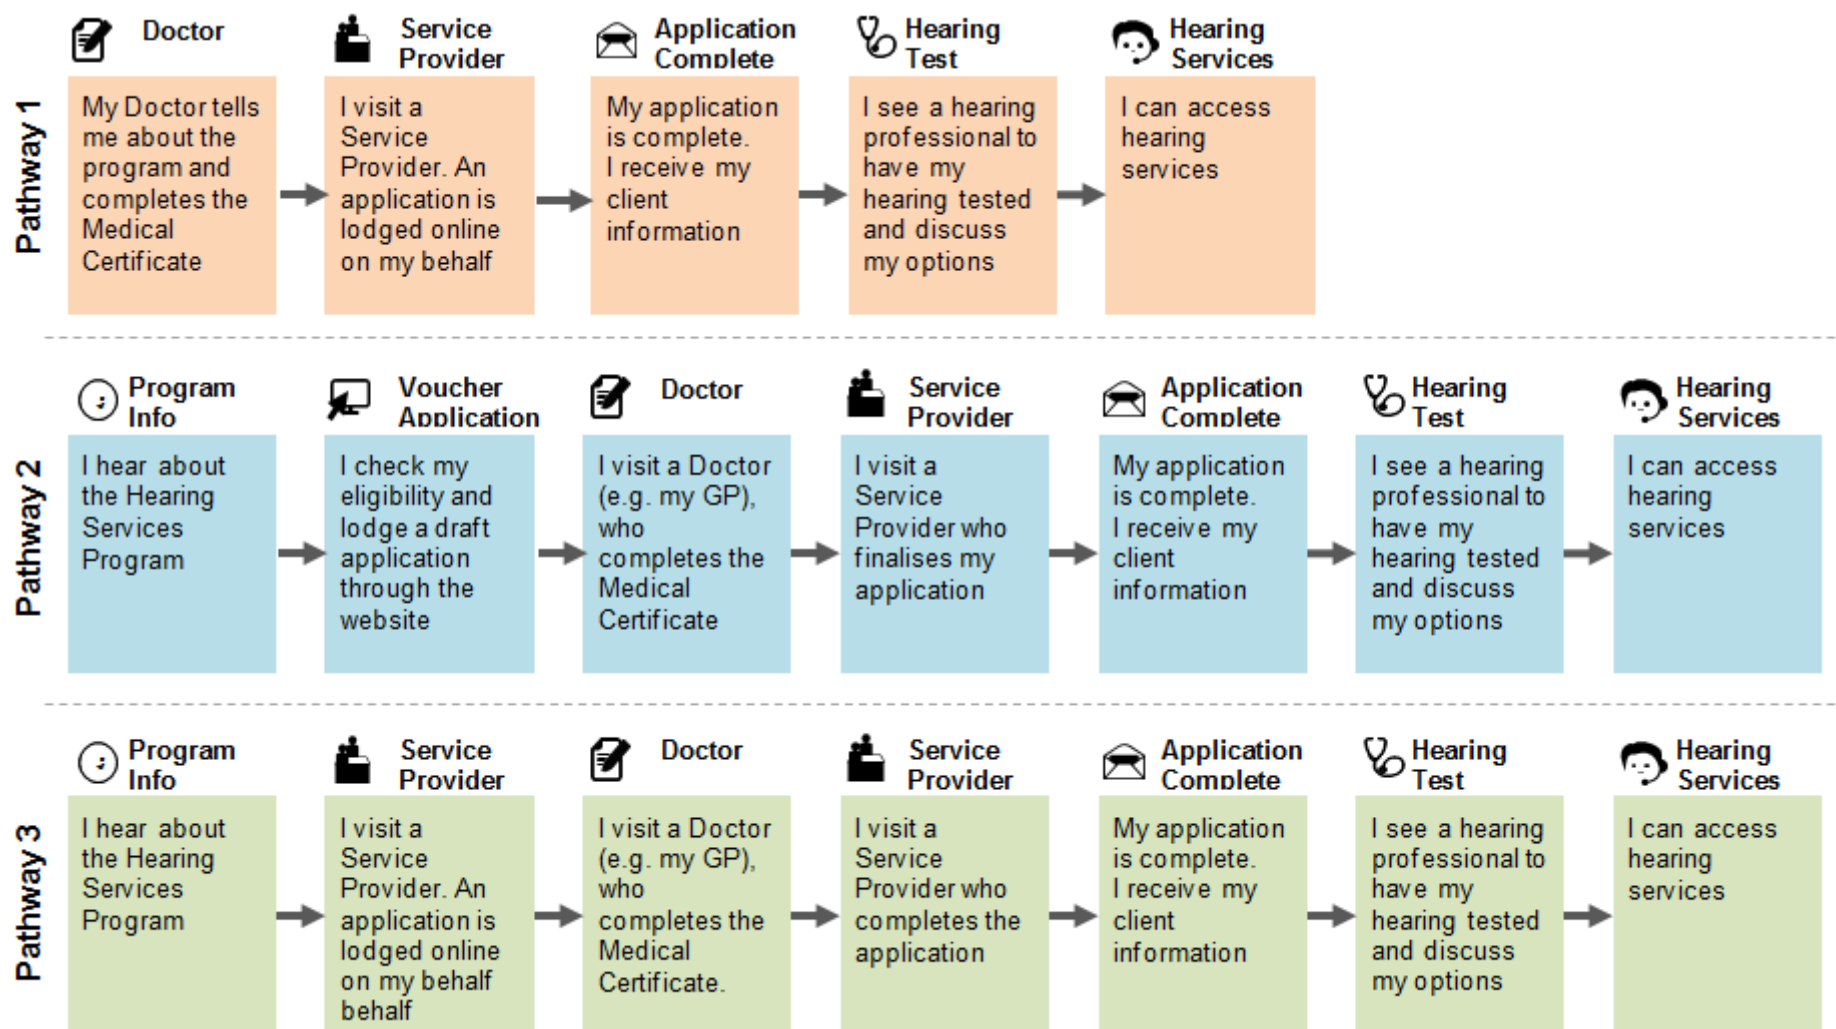 Pathway 1
Doctor
My Doctor tells
me about the
program and
completes the
Medical
Certificate
Service
Provider
I visit a
Service
Provider. An
application is
lodged online
on my behalf
Application
Complete
My application
is complete.
I receive my
client
information
Hearing
Test
I see a hearing
professional to
have my
hearing tested
and discuss
my options
Hearing
Services
I can access
hearing
services
Pathway 2
Program
Info
I hear about
the Hearing
Services
Program
Voucher
Application
I check my
eligibility and
lodge a draft
application
through the
website
Doctor
I visit a Doctor
(e.g. my GP),
who
completes the
Medical
Certificate
Service
Provider
I visit a
Service
Provider who
finalises my
application
Application
Complete
My application
is complete.
I receive my
client
information
Hearing
Test
I see a hearing
professional to
have my
hearing tested
and discuss
my options
Hearing
Services
I can access
hearing
services
Pathway 3
Program
Info
I hear about
the Hearing
Services
Program
Service
Provider
I visit a
Service
Provider. An
application is
lodged online
on my behalf
behalf
Doctor
I visit a Doctor
(e.g. my GP),
who
completes the
Medical
Certificate.
Service
Provider
I visit a
Service
Provider who
completes the
application
Application
Complete
My application
is complete.
I receive my
client
information
Hearing
Test
I see a hearing
professional to
have my
hearing tested
and discuss
my options
Hearing
Services
I can access
hearing
services